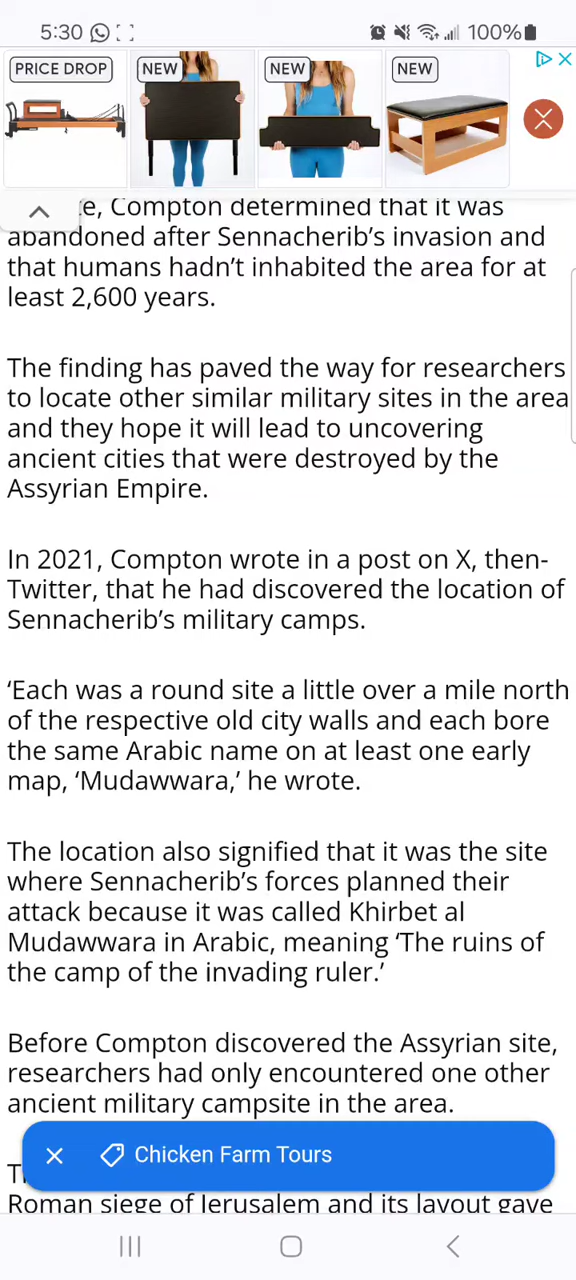 5:30
100%
PRICE DROP
NEW
NEW
NEW
Compton determined that it was
abandoned after Sennacherib’s invasion and
that humans hadn’t inhabited the area for at
least 2,600 years.
The finding has paved the way for researchers
to locate other similar military sites in the area
and they hope it will lead to uncovering
ancient cities that were destroyed by the
Assyrian Empire.
In 2021, Compton wrote in a post on X, then-
Twitter, that he had discovered the location of
Sennacherib’s military camps.
‘Each was a round site a little over a mile north
of the respective old city walls and each bore
the same Arabic name on at least one early
map, ‘Mudawwara,’ he wrote.
The location also signified that it was the site
where Sennacherib’s forces planned their
attack because it was called Khirbet al
Mudawwara in Arabic, meaning ‘The ruins of
the camp of the invading ruler.’
Before Compton discovered the Assyrian site,
researchers had only encountered one other
ancient military campsite in the area.
Chicken Farm Tours
Roman siege of Jerusalem and its layout gave